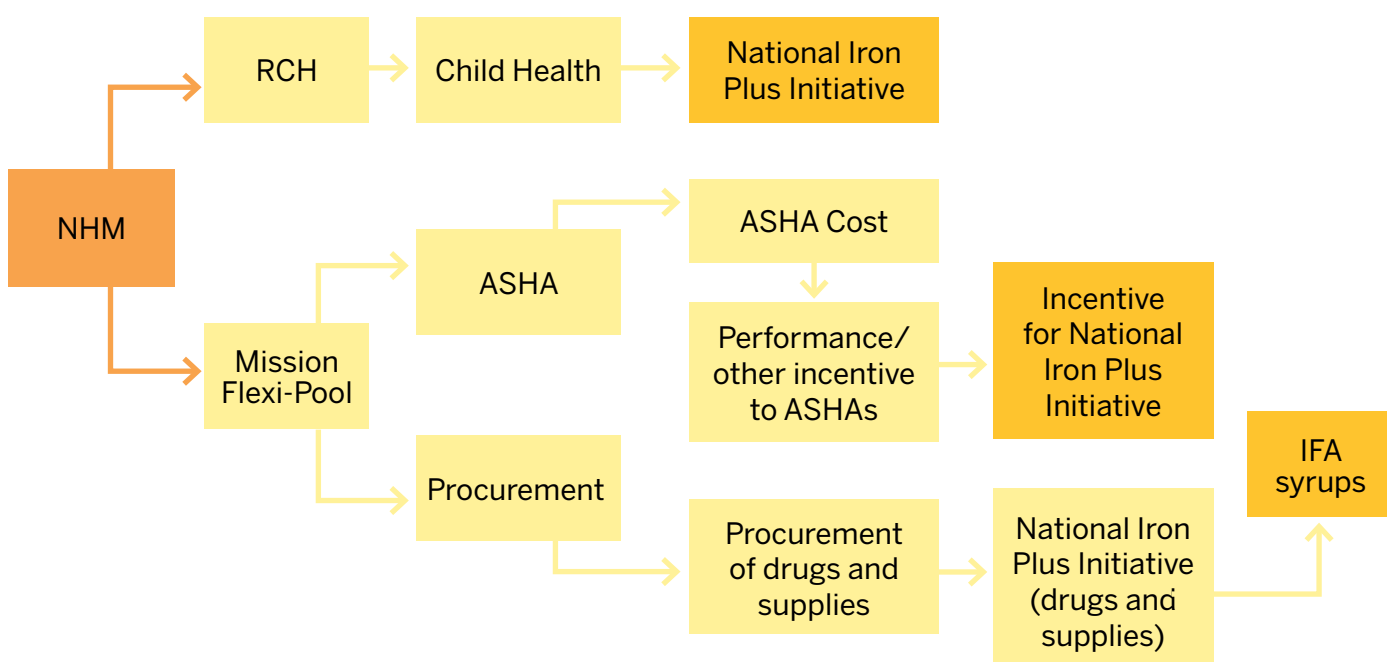 RCH
Child Health
National Iron
Plus Initiative
NHM
ASHA Cost
ASHA
Incentive
for National
Iron Plus
Initiative
Mission
Flexi-Pool
Performance/
other incentive
to ASHAs
Procurement
IFA
syrups
Procurement
of drugs and
supplies
National Iron
Plus Initiative
(drugs and
supplies)